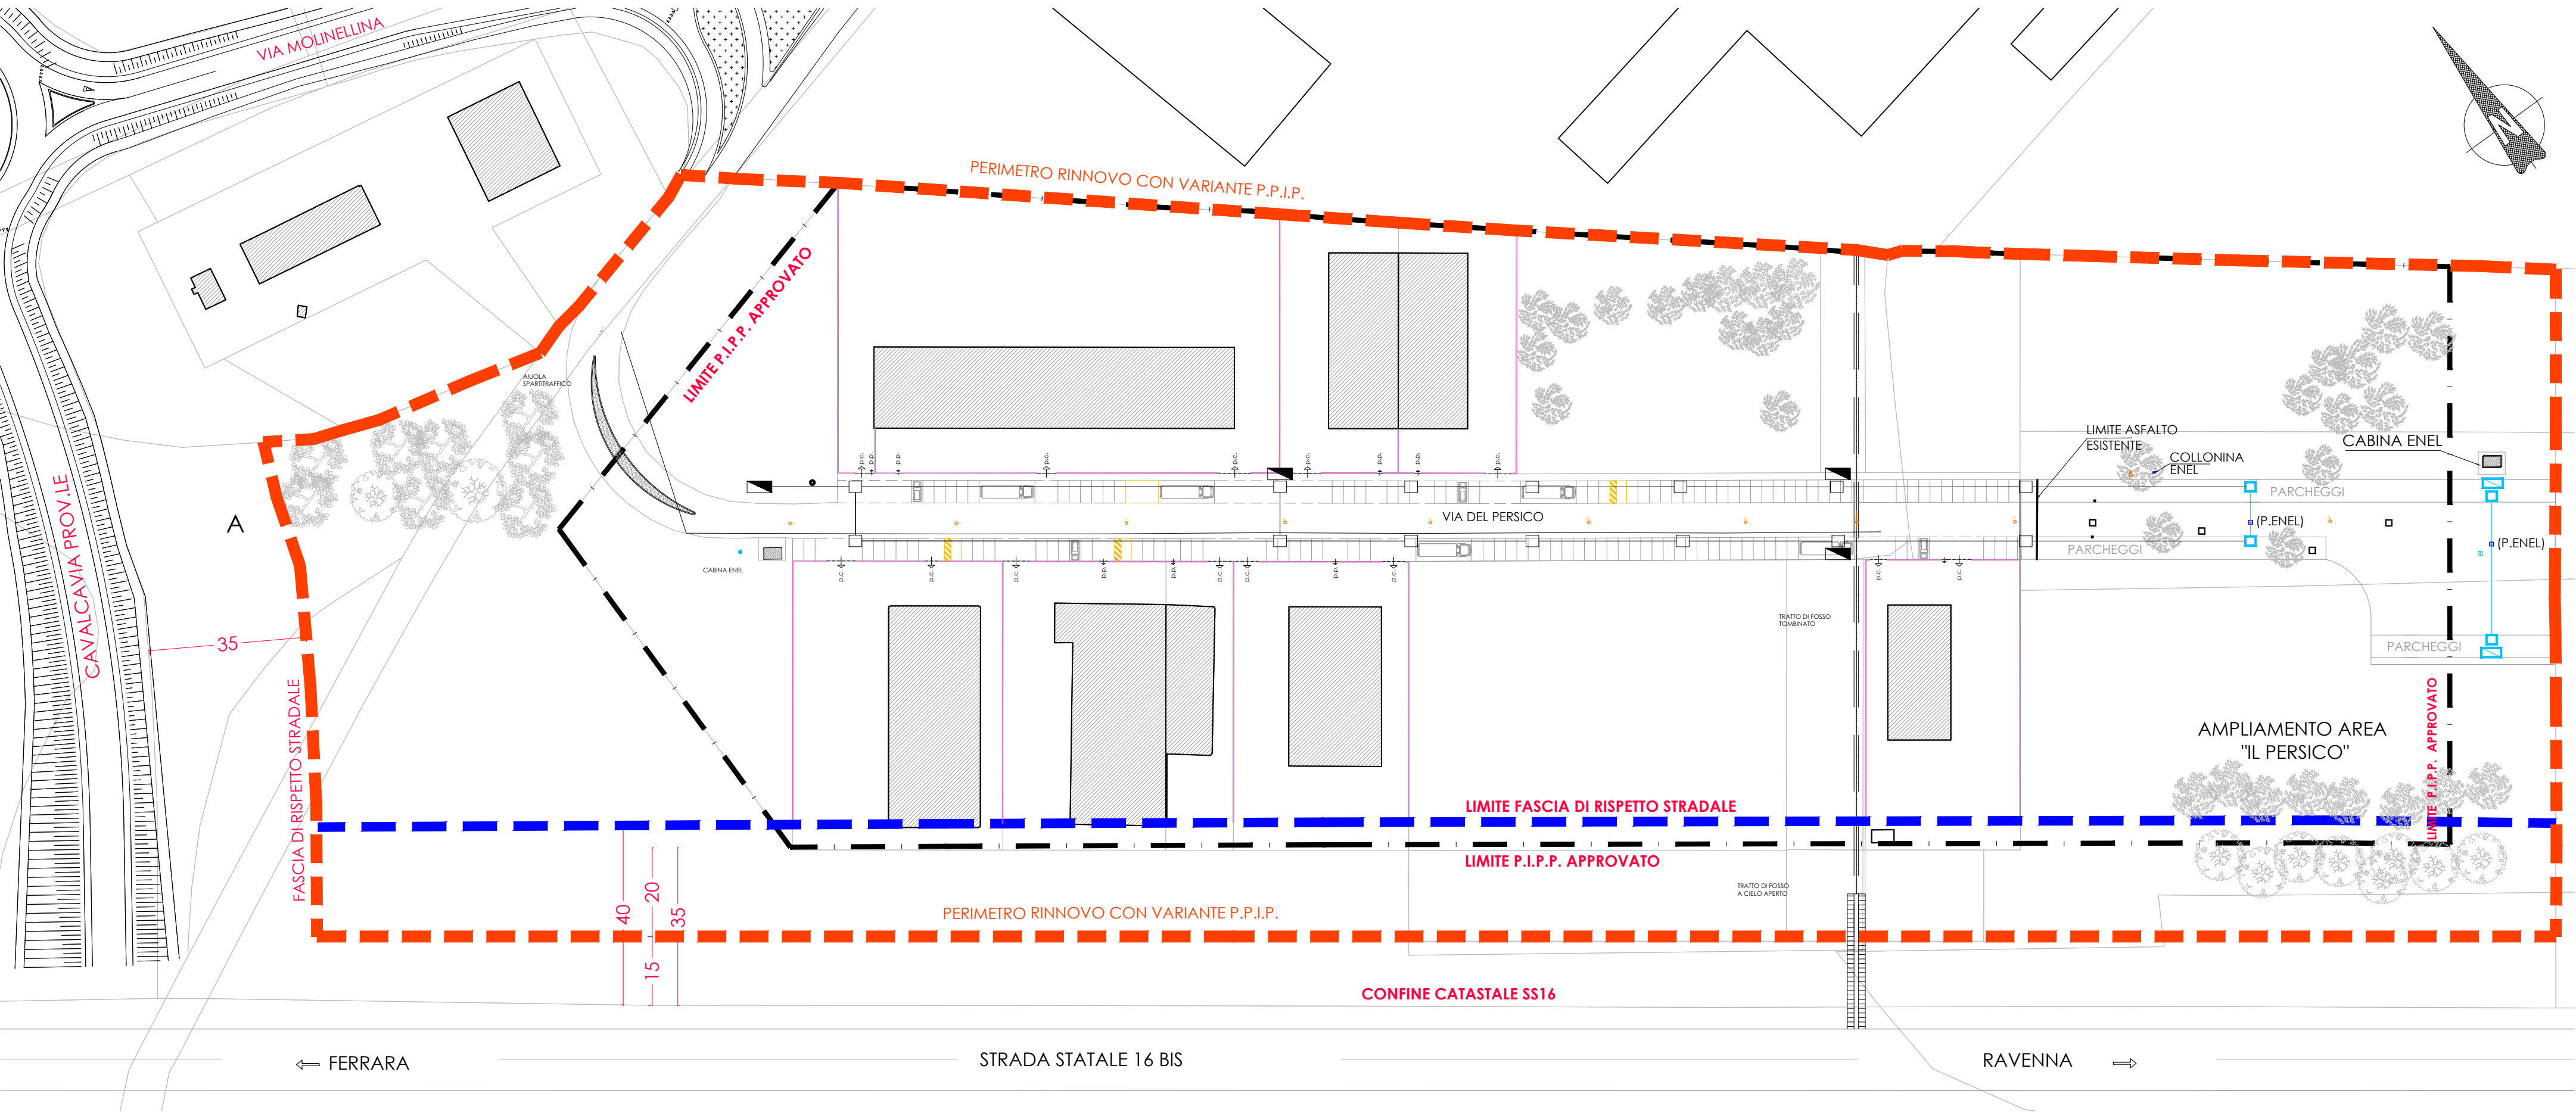 VIA MOLINELLINA
N
PERIMETRO RINNOVO CON VARIANTE P.P.I.P.
LIMITE P.I.P.P. APPROVATO
AIUOLA
SPARTITRAFFICO
LIMITE ASFALTO
ESISTENTE
COLLONINA
ENEL
CABINA ENEL
PARCHEGGI
p.c.
p.p.
p.c.
p.c.
p.c.
p.c.
p.p.
p.c.
p.c.
A
VIA DEL PERSICO
(P.ENEL)
(P.ENEL)
PARCHEGGI
CABINA ENEL
p.c.
p.c.
p.c.
p.p.
p.p.
p.c.
p.c.
p.p.
p.c.
p.c.
p.c.
CAVALCAVIA PROV.LE
35
TRATTO DI FOSSO
TOMBINATO
PARCHEGGI
FASCIA DI RISPETTO STRADALE
AMPLIAMENTO AREA
"IL PERSICO"
LIMITE P.I.P.P. APPROVATO
LIMITE FASCIA DI RISPETTO STRADALE
LIMITE P.I.P.P. APPROVATO
TRATTO DI FOSSO
A CIELO APERTO
40
20
35
15
PERIMETRO RINNOVO CON VARIANTE P.P.I.P.
CONFINE CATASTALE SS16
FERRARA
STRADA STATALE 16 BIS
RAVENNA